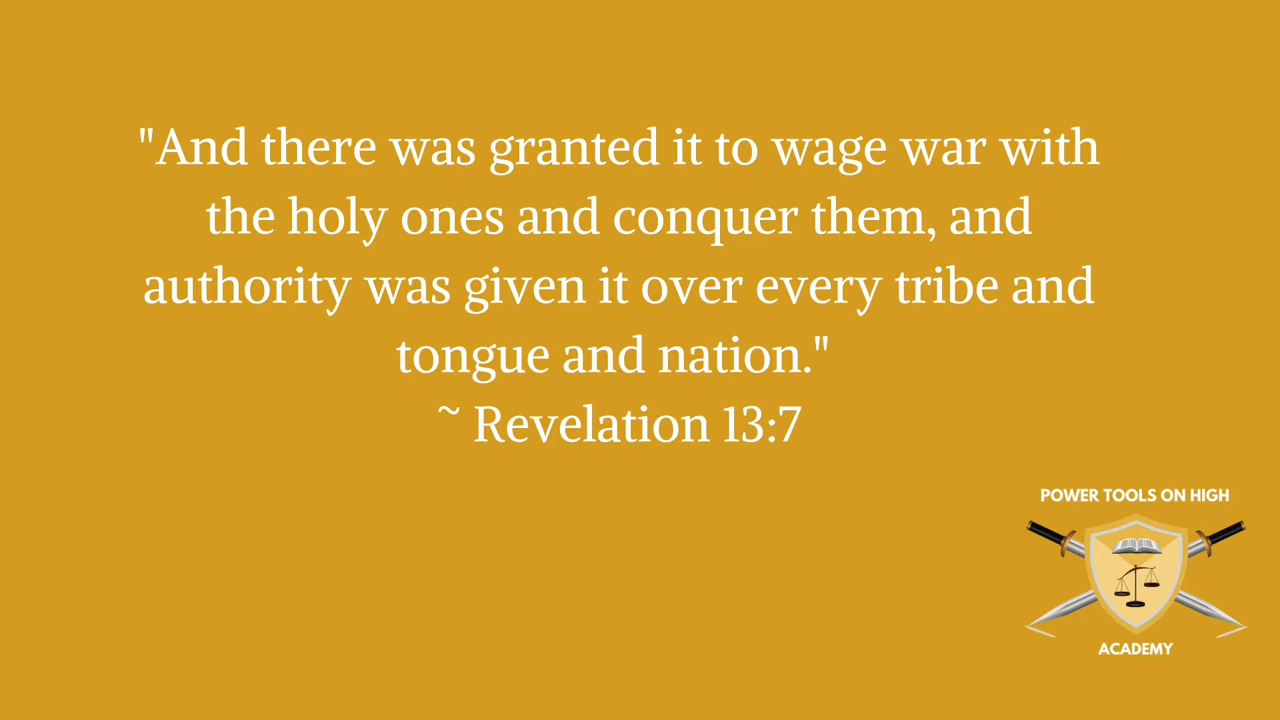 "And there was granted it to wage war with
the holy ones and conquer them, and
authority was given it over every tribe and
tongue and nation."
~ Revelation 13:7
POWER TOOLS ON HIGH
ACADEMY